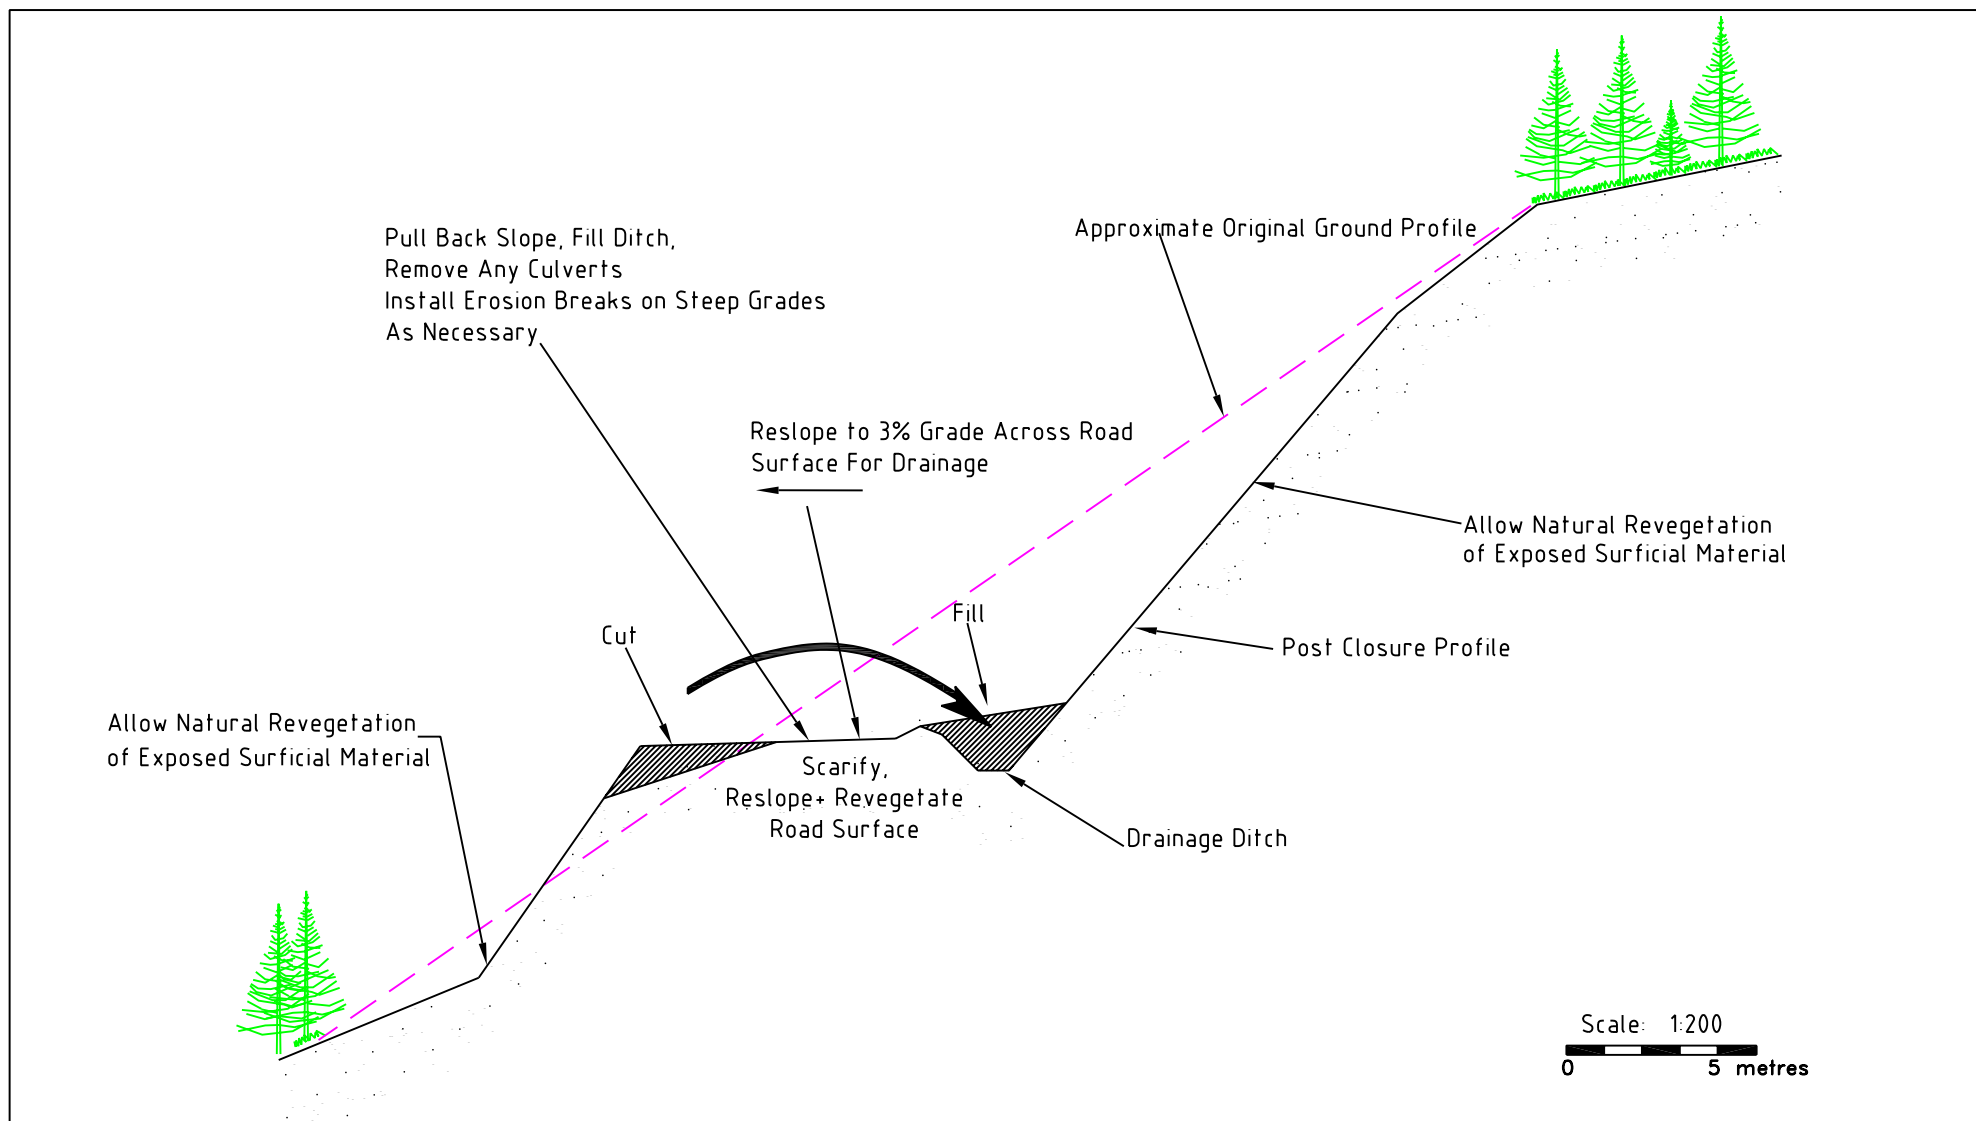 Approximate Original Ground Profile
Pull Back Slope, Fill Ditch,
Remove Any Culverts
Install Erosion Breaks on Steep Grades
As Necessary
Reslope to 3% Grade Across Road
Surface For Drainage
Allow Natural Revegetation
of Exposed Surficial Material
Fill
Cut
Post Closure Profile
Allow Natural Revegetation
of Exposed Surficial Material
Scarify,
Reslope+ Revegetate
Road Surface
Drainage Ditch
Scale: 1:200
0 5 metres